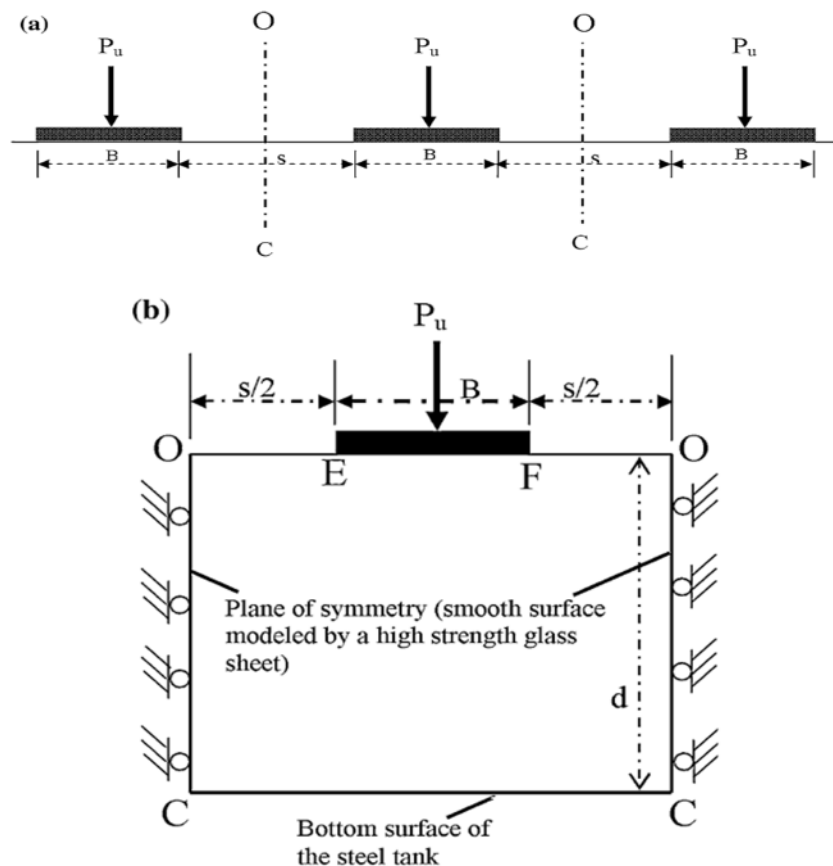 (a)
O O
Pu Pu Pu
B s B s B
C C
(b)
Pu
s/2 B s/2
O O
E F
Plane of symmetry (smooth surface
modeled by a high strength glass
sheet)
d
C C
Bottom surface of
the steel tank